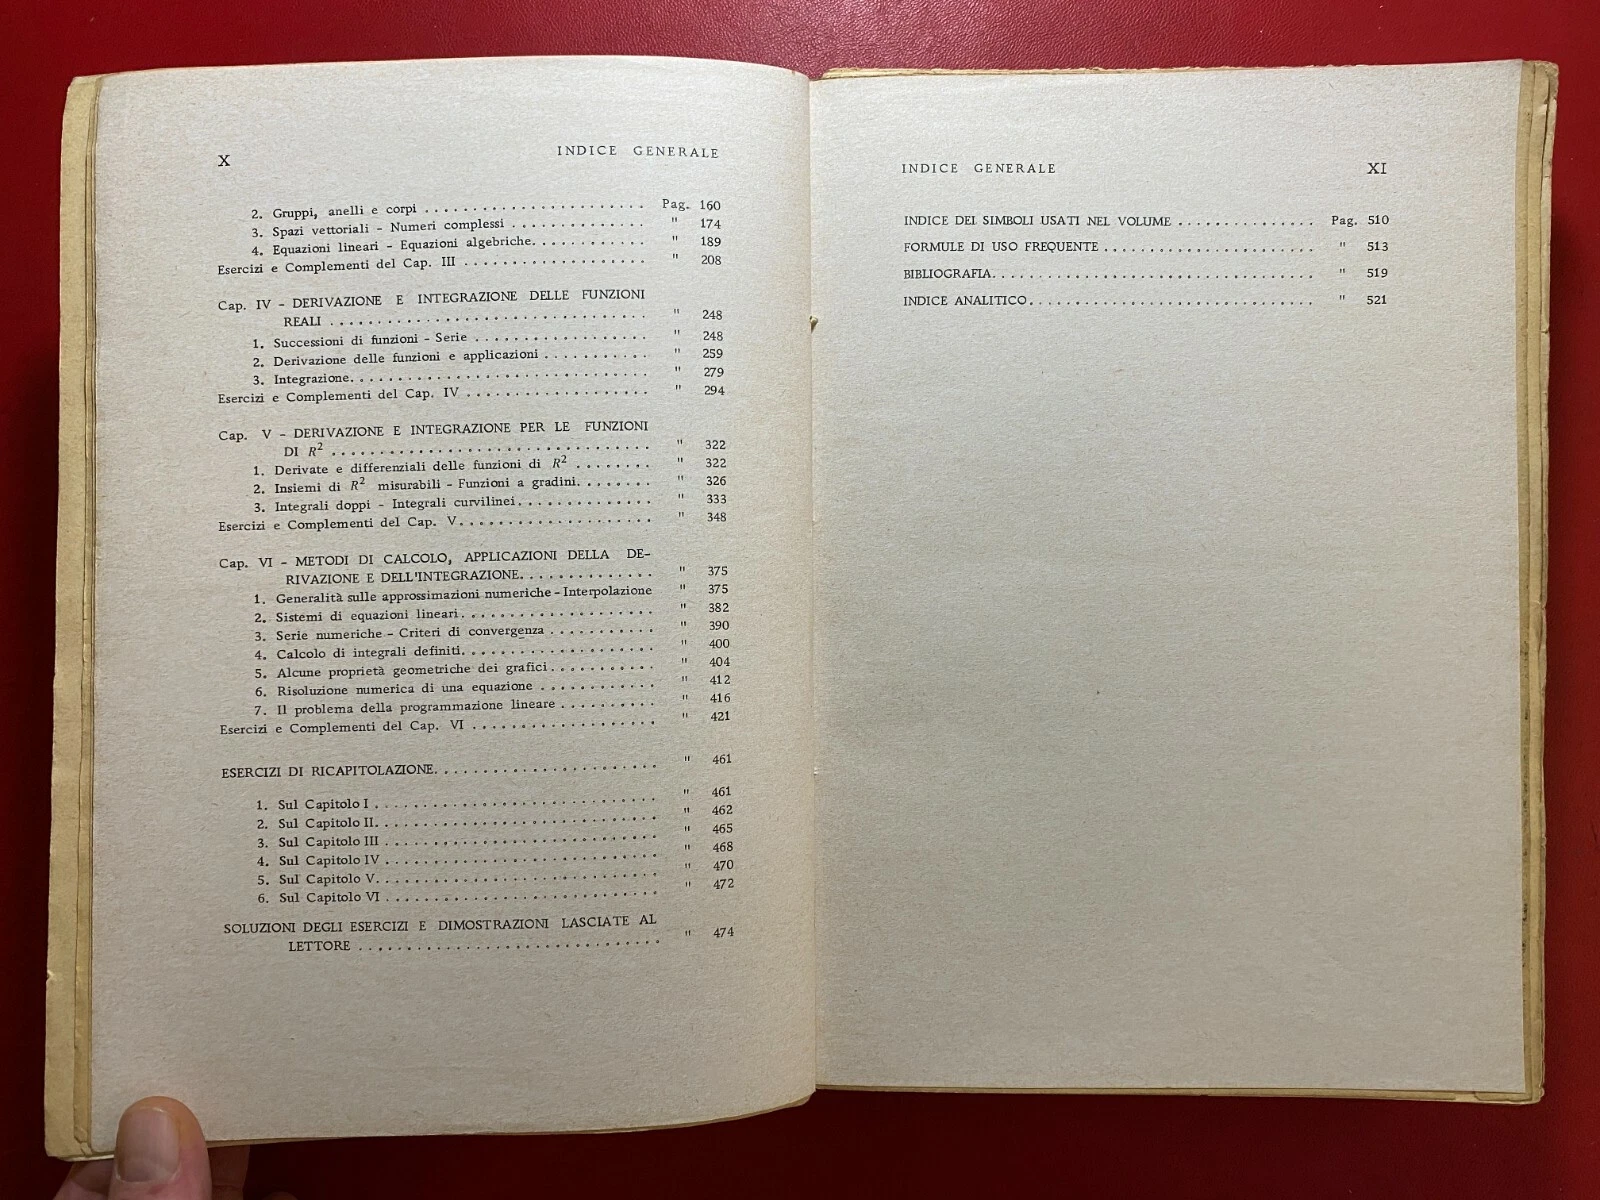 X INDICE GENERALE
2. Gruppi, anelli e corpi ........................ Pag. 160
3. Spazi vettoriali - Numeri complessi .............. " 174
4. Equazioni lineari - Equazioni algebriche. ............ " 189
Esercizi e Complementi del Cap. III .................... " 208
Cap. IV - DERIVAZIONE E INTEGRAZIONE DELLE FUNZIONI
REALI .................................. " 248
1. Successioni di funzioni - Serie ................... " 248
2. Derivazione delle funzioni e applicazioni ........... " 259
3. Integrazione. ............................. " 279
Esercizi e Complementi del Cap. IV .................... " 294
Cap. V - DERIVAZIONE E INTEGRAZIONE PER LE FUNZIONI
DI R² .................................. " 322
1. Derivate e differenziali delle funzioni di R² ........ " 322
2. Insiemi di R² misurabili - Funzioni a gradini. ....... " 326
3. Integrali doppi - Integrali curvilinei. .............. " 333
Esercizi e Complementi del Cap. V. .................... " 348
Cap. VI - METODI DI CALCOLO, APPLICAZIONI DELLA DE-
RIVAZIONE E DELL'INTEGRAZIONE. ............. " 375
1. Generalità sulle approssimazioni numeriche - Interpolazione " 375
2. Sistemi di equazioni lineari. .................... " 382
3. Serie numeriche - Criteri di convergenza ........... " 390
4. Calcolo di integrali definiti. .................... " 400
5. Alcune proprietà geometriche dei grafici ........... " 404
6. Risoluzione numerica di una equazione ............ " 412
7. Il problema della programmazione lineare .......... " 416
Esercizi e Complementi del Cap. VI .................... " 421
ESERCIZI DI RICAPITOLAZIONE. ....................... " 461
1. Sul Capitolo I .............................. " 461
2. Sul Capitolo II. ............................. " 462
3. Sul Capitolo III ............................. " 465
4. Sul Capitolo IV ............................. " 468
5. Sul Capitolo V. ............................. " 470
6. Sul Capitolo VI ............................. " 472
SOLUZIONI DEGLI ESERCIZI E DIMOSTRAZIONI LASCIATE AL
LETTORE ................................ " 474
INDICE GENERALE XI
INDICE DEI SIMBOLI USATI NEL VOLUME ............... Pag. 510
FORMULE DI USO FREQUENTE ....................... " 513
BIBLIOGRAFIA. .................................. " 519
INDICE ANALITICO. .............................. " 521